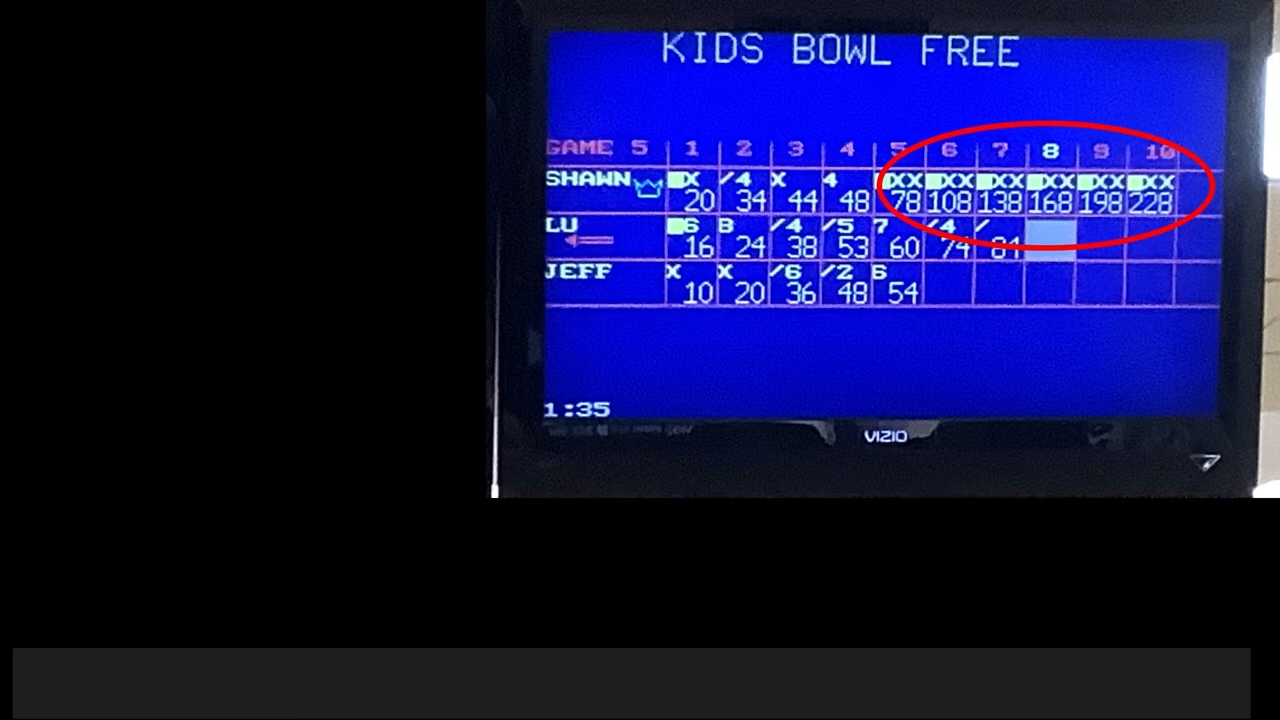 KIDS BOWL FREE
GAME 5 1 2 3 4 5 6 7 8 9 10
SHAWN X /4 X 4 XX XX XX XX XX XX
20 34 44 48 78 108 138 168 198 228
LU 6 8 /4 /5 7 /4 /
16 24 38 53 60 74 84
JEFF X X /6 /2 6
10 20 36 48 54
1:35
VIZIO